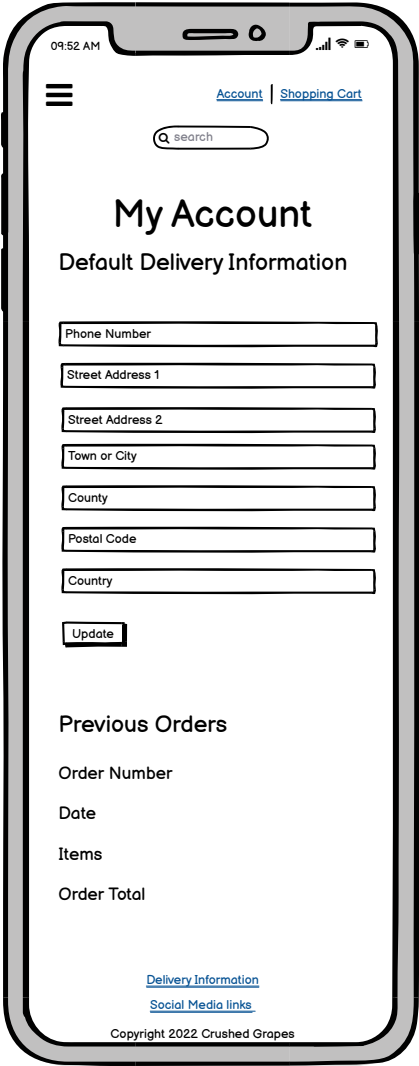 09:52 AM
Account | Shopping Cart
search
My Account
Default Delivery Information
Phone Number
Street Address 1
Street Address 2
Town or City
County
Postal Code
Country
Update
Previous Orders
Order Number
Date
Items
Order Total
Delivery Information
Social Media links
Copyright 2022 Crushed Grapes